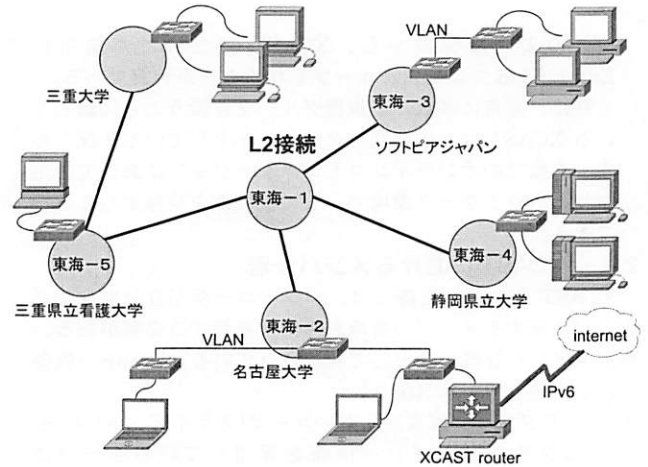 三重大学
VLAN
東海－3
ソフトピアジャパン
L2接続
東海－1
東海－4
静岡県立大学
東海－5
三重県立看護大学
東海－2
VLAN
名古屋大学
internet
IPv6
XCAST router